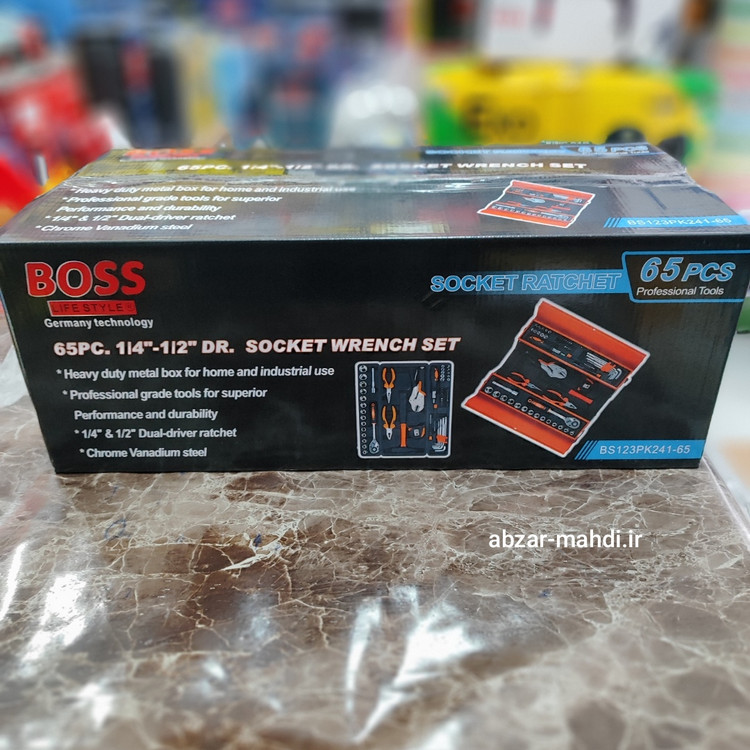 65PC. 1/4"-1/2" DR. SOCKET WRENCH SET
65 PCS
*Heavy duty metal box for home and industrial use
*Professional grade tools for superior
Performance and durability
*1/4" & 1/2" Dual-driver ratchet
*Chrome Vanadium steel
BS123PK241-65
BOSS
LIFE STYLE
Germany technology
SOCKET RATCHET
65 PCS
Professional Tools
65PC. 1/4"-1/2" DR. SOCKET WRENCH SET
*Heavy duty metal box for home and industrial use
*Professional grade tools for superior
Performance and durability
*1/4" & 1/2" Dual-driver ratchet
*Chrome Vanadium steel
BS123PK241-65
abzar-mahdi.ir